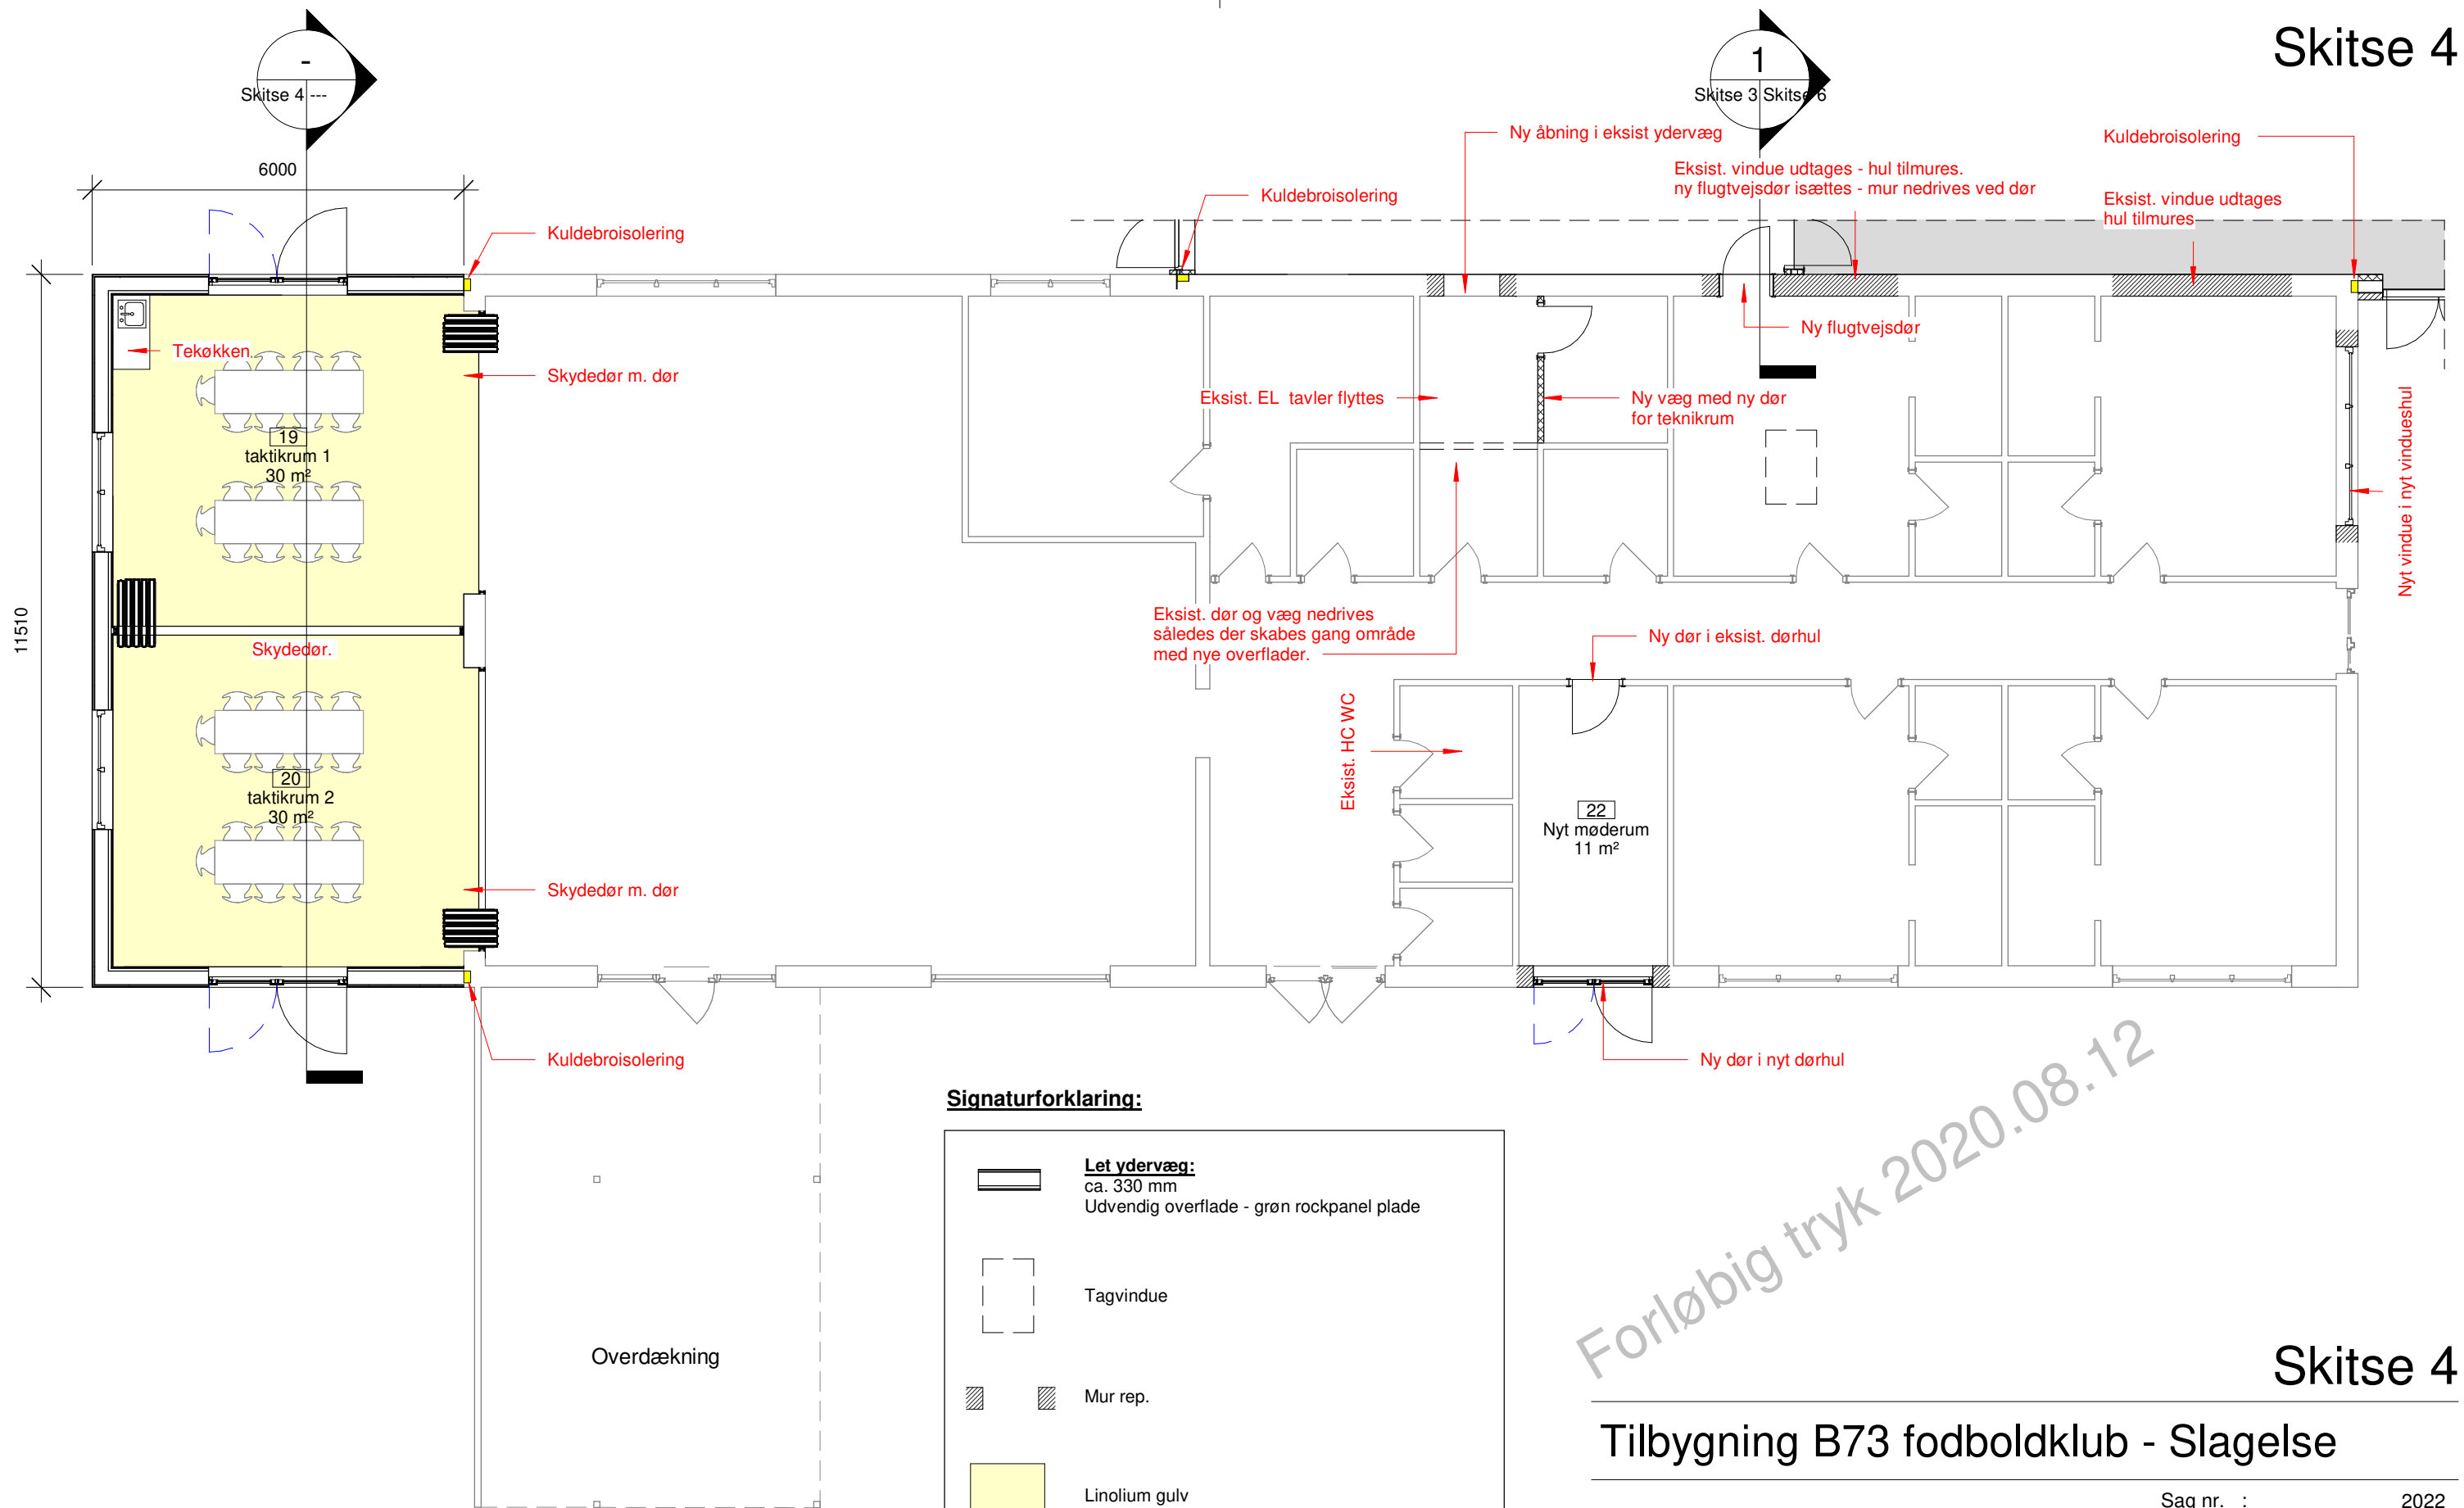 Skitse 4
-
Skitse 4 ---
1
Skitse 3 Skitse 6
6000
11510
Ny åbning i eksist ydervæg
Kuldebroisolering
Eksist. vindue udtages - hul tilmures.
ny flugtvejsdør isættes - mur nedrives ved dør
Kuldebroisolering
Eksist. vindue udtages
hul tilmures
Kuldebroisolering
Ny flugtvejsdør
Tekøkken
Skydedør m. dør
19
taktikrum 1
30 m²
Eksist. EL tavler flyttes
Ny væg med ny dør
for teknikrum
Nyt vindue i nyt vindueshul
Eksist. dør og væg nedrives
således der skabes gang område
med nye overflader.
Ny dør i eksist. dørhul
Skydedør.
Eksist. HC WC
20
taktikrum 2
30 m²
22
Nyt møderum
11 m²
Skydedør m. dør
Kuldebroisolering
Ny dør i nyt dørhul
Signaturforklaring:
Let ydervæg:
ca. 330 mm
Udvendig overflade - grøn rockpanel plade
Tagvindue
Mur rep.
Linolium gulv
Overdækning
Forløbig tryk 2020.08.12
Skitse 4
Tilbygning B73 fodboldklub - Slagelse
Sag nr. : 2022